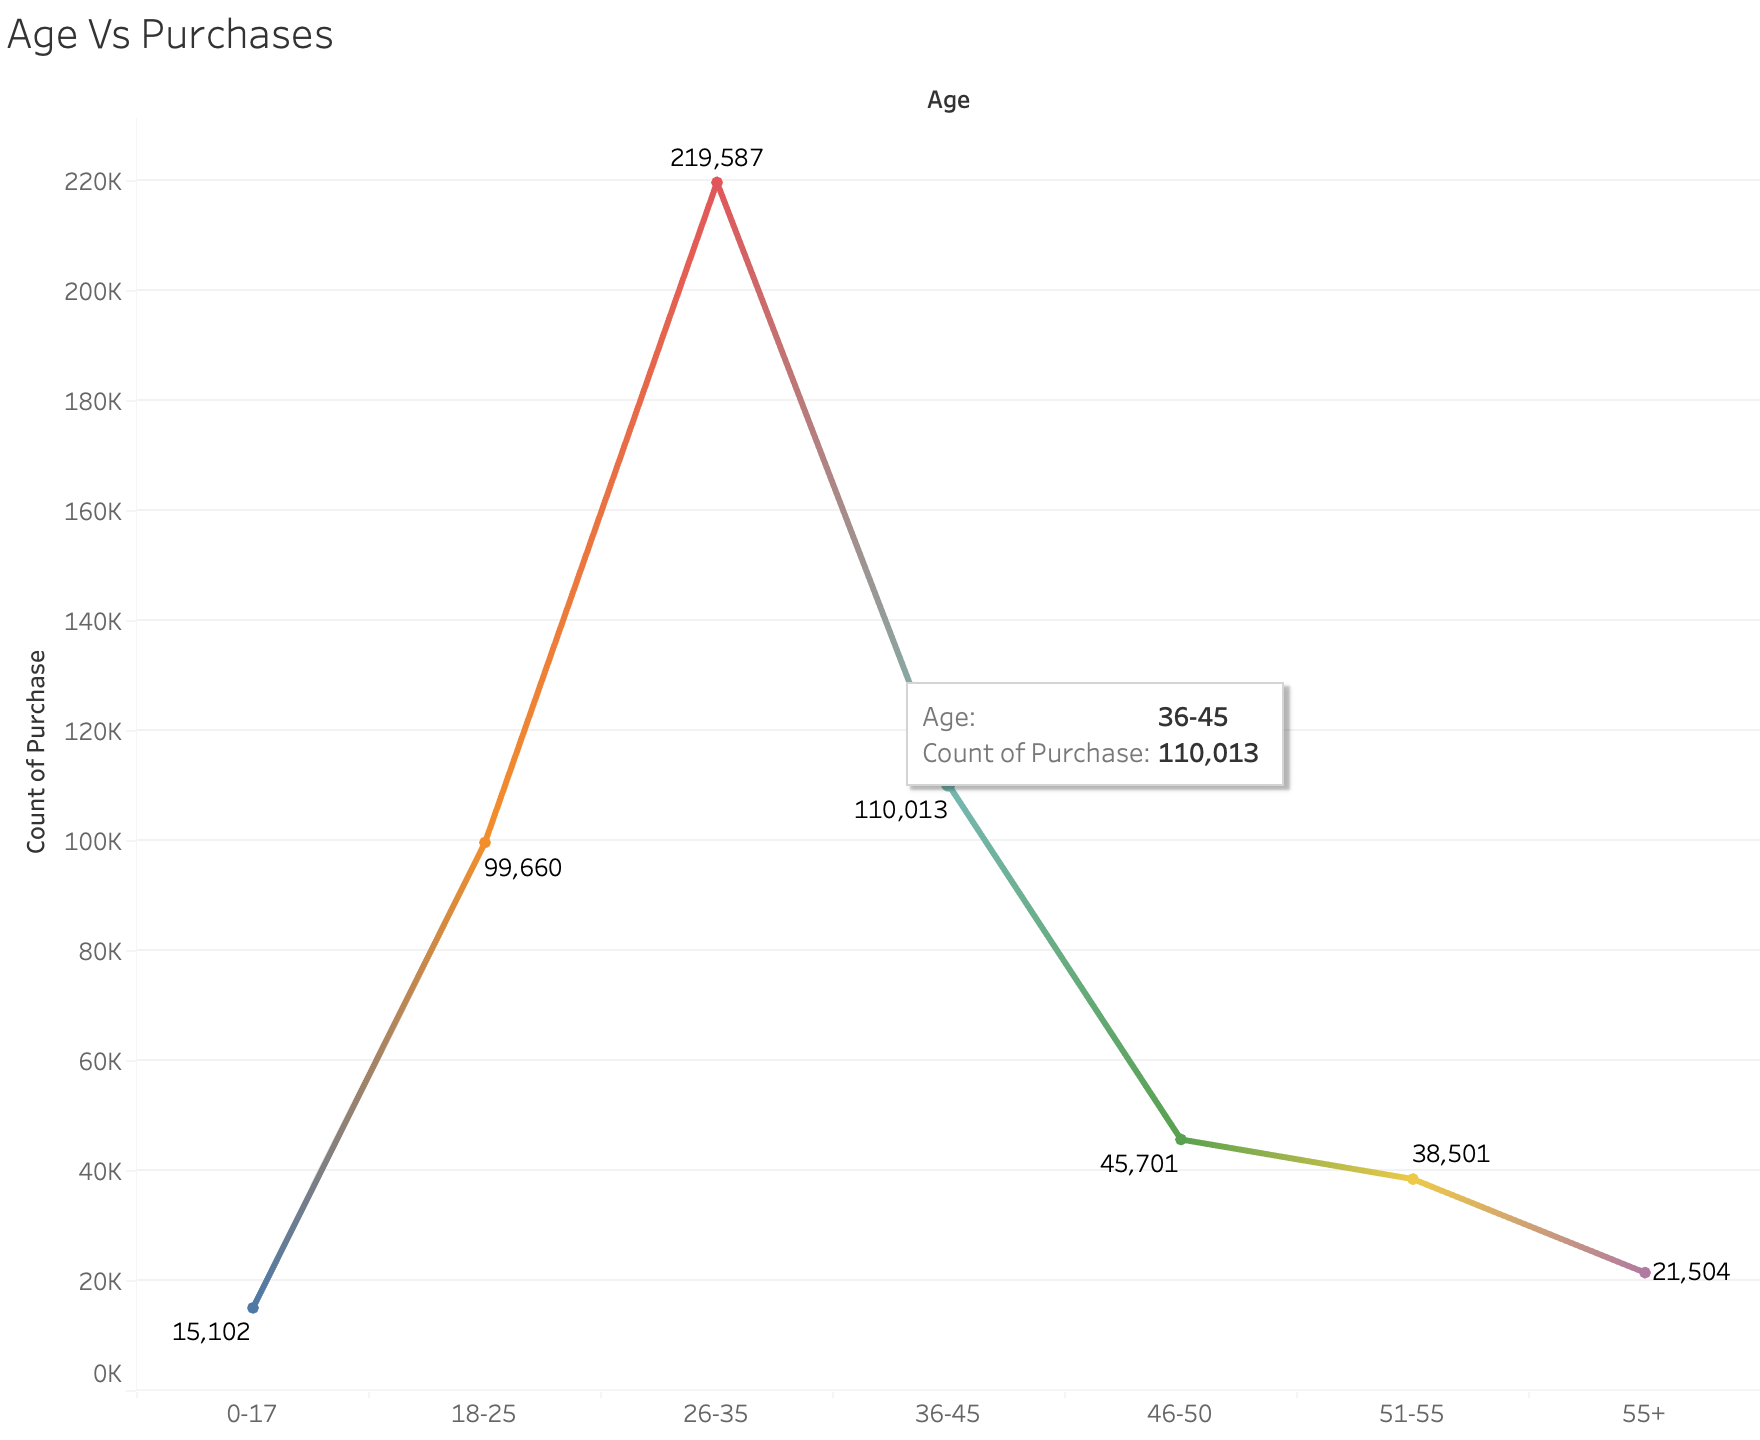 Age Vs Purchases
Age
219,587
220K
200K
180K
160K
140K
120K
100K
80K
60K
40K
20K
0K
Count of Purchase
Age: 36-45
Count of Purchase: 110,013
110,013
99,660
45,701
38,501
21,504
15,102
0-17 18-25 26-35 36-45 46-50 51-55 55+